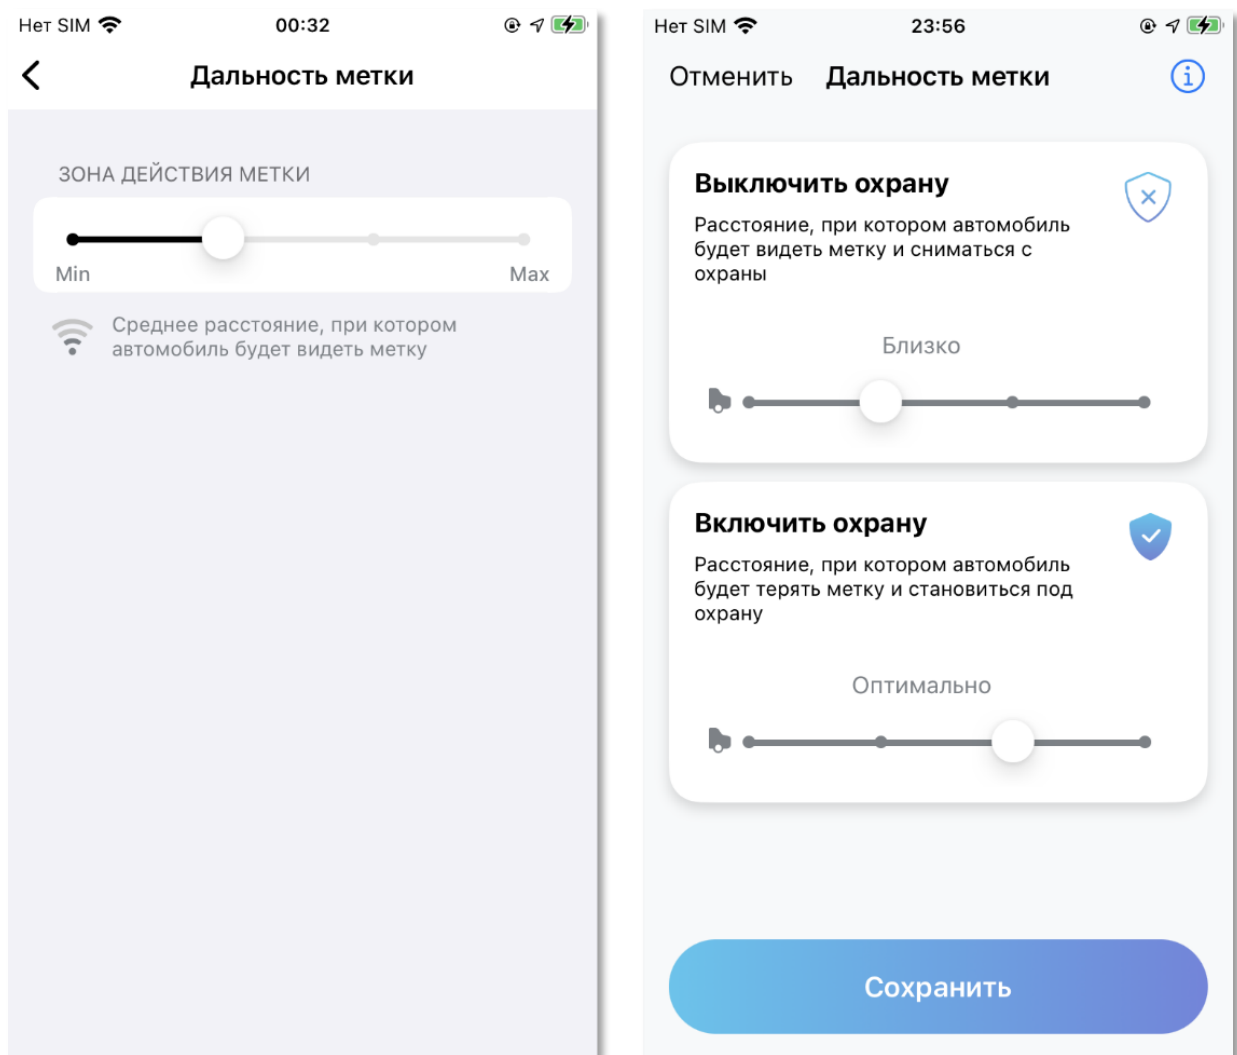 Нет SIM 00:32
Дальность метки
ЗОНА ДЕЙСТВИЯ МЕТКИ
Min Max
Среднее расстояние, при котором
автомобиль будет видеть метку
Нет SIM 23:56
Отменить Дальность метки
Выключить охрану
Расстояние, при котором автомобиль
будет видеть метку и сниматься с
охраны
Близко
Включить охрану
Расстояние, при котором автомобиль
будет терять метку и становиться под
охрану
Оптимально
Сохранить